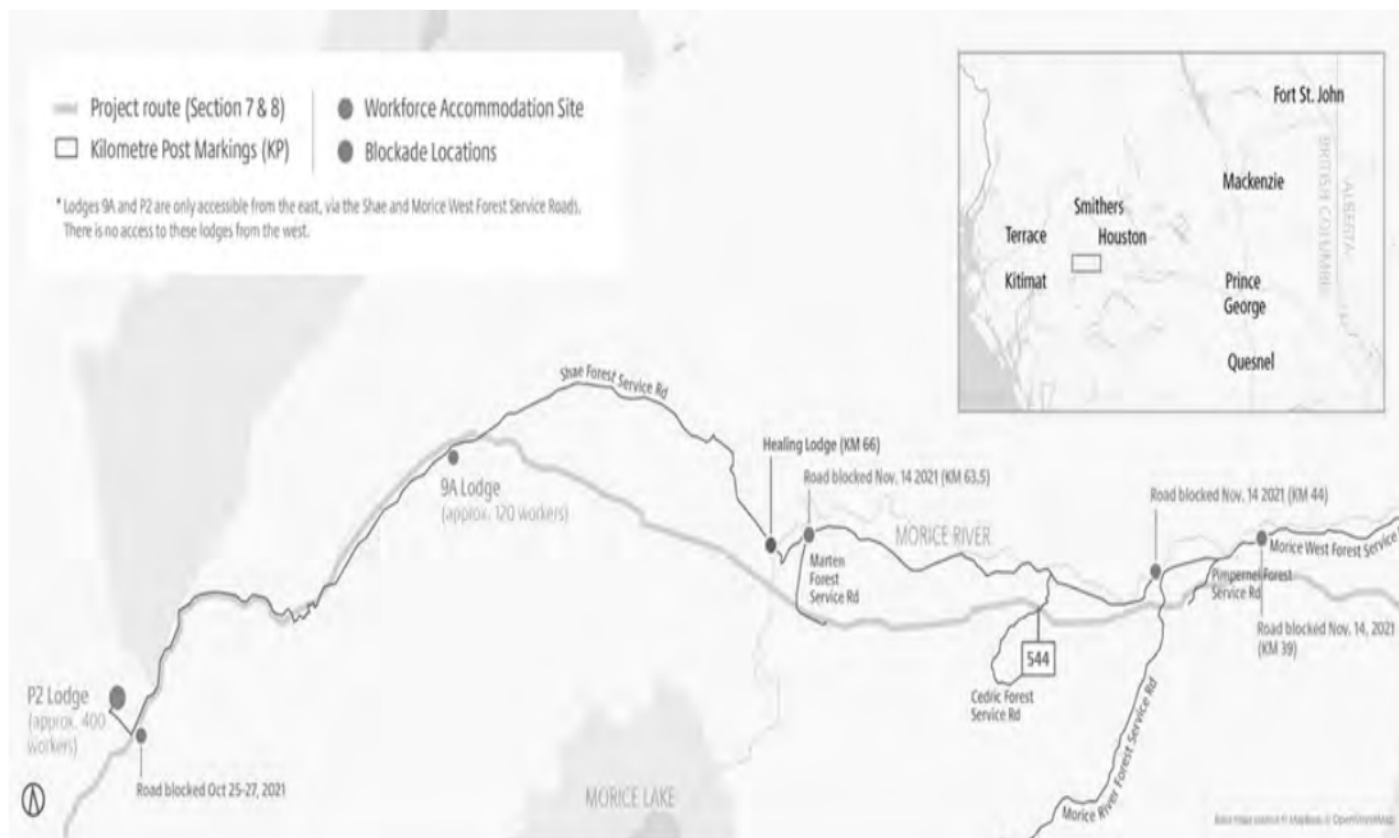 Project route (Section 7 & 8)
Kilometre Post Markings (KP)
Workforce Accommodation Site
Blockade Locations
* Lodges 9A and P2 are only accessible from the east, via the Shae and Morice West Forest Service Roads.
There is no access to these lodges from the west.
Fort St. John
Mackenzie
BRITISH COLUMBIA
ALBERTA
Smithers
Terrace
Houston
Kitimat
Prince
George
Quesnel
Shae Forest Service Rd
Healing Lodge (KM 66)
Road blocked Nov. 14 2021 (KM 63.5)
9A Lodge
(approx. 120 workers)
MORICE RIVER
Road blocked Nov. 14 2021 (KM 44)
Morice West Forest Service
Marten
Forest
Service Rd
Pimpernel Forest
Service Rd
Road blocked Nov. 14, 2021
(KM 39)
544
Cedric Forest
Service Rd
P2 Lodge
(approx. 400
workers)
Road blocked Oct 25-27, 2021
Morice River Forest Service Rd
MORICE LAKE